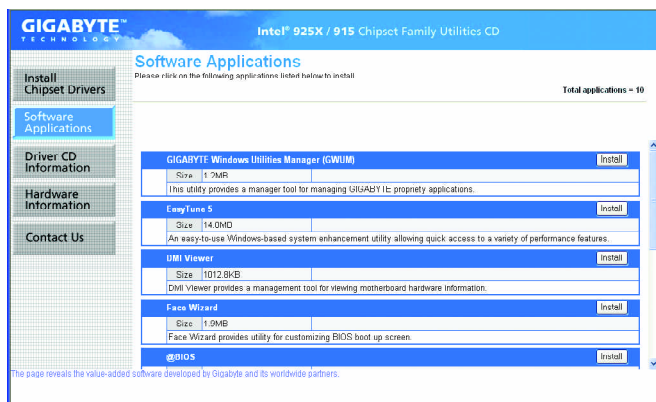 GIGABYTE™
TECHNOLOGY
Intel® 925X / 915 Chipset Family Utilities CD
Install
Chipset Drivers
Software
Applications
Driver CD
Information
Hardware
Information
Contact Us
Software Applications
Please click on the following applications listed below to install
Total applications = 10
GIGABYTE Windows Utilities Manager (GWUM) Install
Size 1.2MB
This utility provides a manager tool for managing GIGABYTE propriety applications.
EasyTune 5 Install
Size 14.0MB
An easy-to-use Windows-based system enhancement utility allowing quick access to a variety of performance features.
DMI Viewer Install
Size 1012.8KB
DMI Viewer provides a management tool for viewing motherboard hardware information.
Face Wizard Install
Size 1.9MB
Face Wizard provides utility for customizing BIOS boot up screen.
@BIOS Install
The page reveals the value-added software developed by Gigabyte and its worldwide partners.